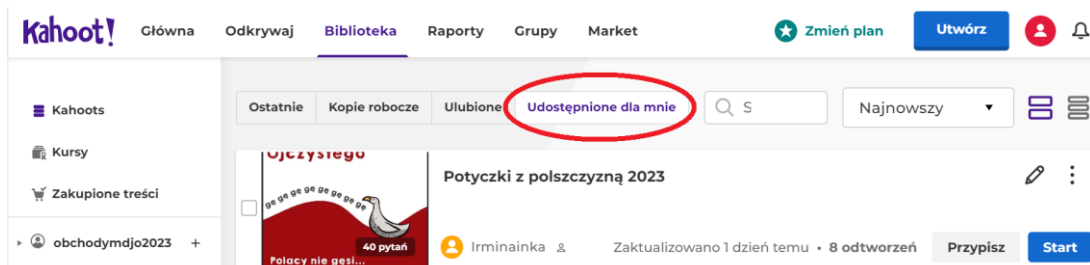 Kahoot!
Główna Odkrywaj Biblioteka Raporty Grupy Market Zmień plan Utwórz
Kahoots
Kursy
Zakupione treści
obchodymdjo2023 +
Ostatnie Kopie robocze Ulubione Udostępnione dla mnie S Najnowszy
Ojczystego
ge ge ge ge ge ge ge ge
40 pytań
Polacy nie gęsi...
Potyczki z polszczyzną 2023
Irminainka Zaktualizowano 1 dzień temu • 8 odtworzeń Przypisz Start